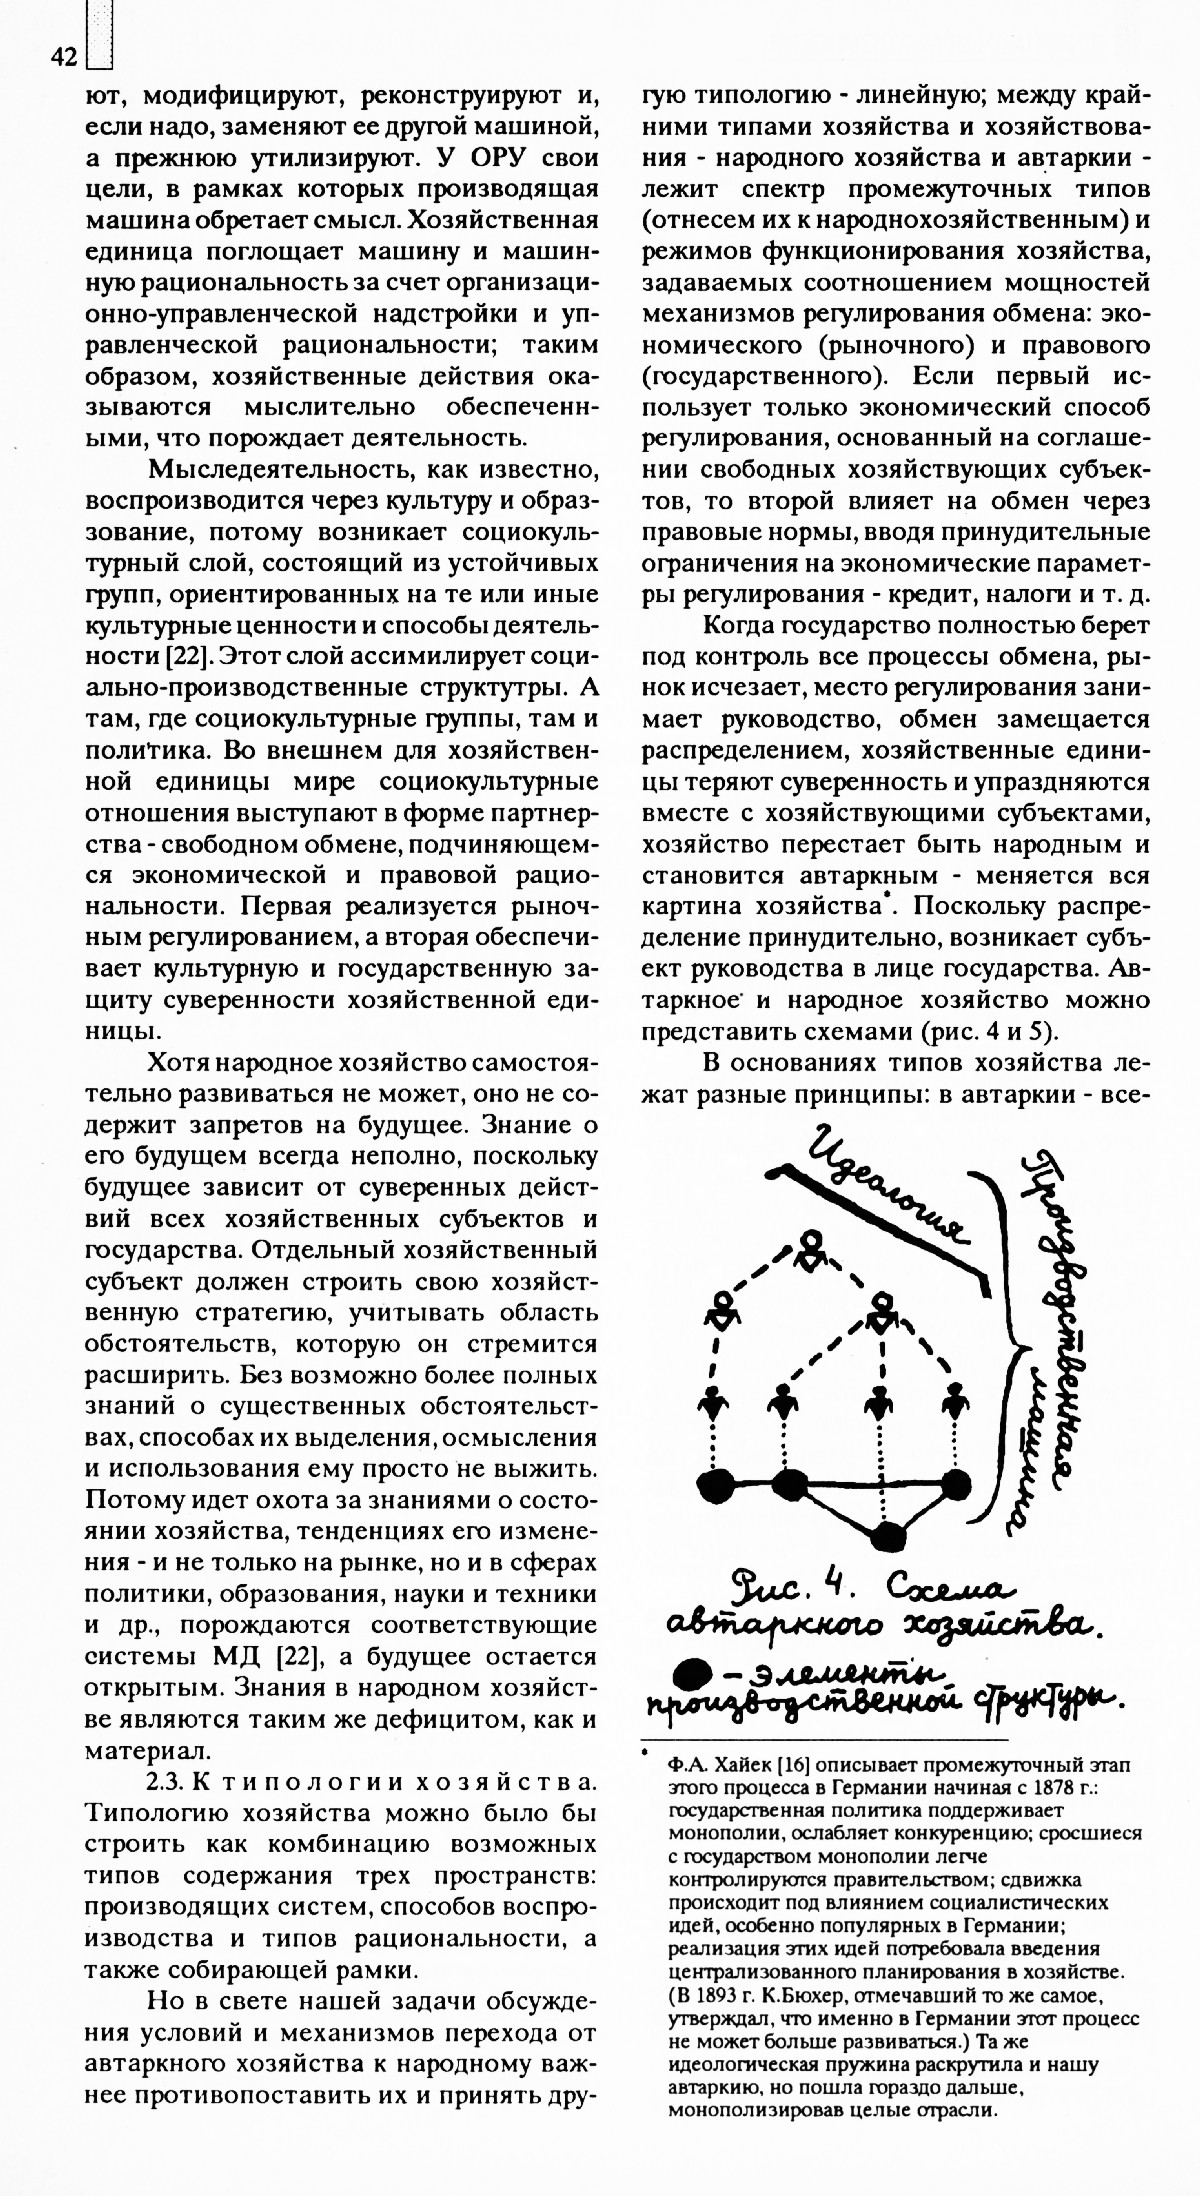 42
ют, модифицируют, реконструируют и,
если надо, заменяют ее другой машиной,
а прежнюю утилизируют. У ОРУ свои
цели, в рамках которых производящая
машина обретает смысл. Хозяйственная
единица поглощает машину и машин-
ную рациональность за счет организаци-
онно-управленческой надстройки и уп-
равленческой рациональности; таким
образом, хозяйственные действия ока-
зываются мыслительно обеспеченн-
ыми, что порождает деятельность.
Мыследеятельность, как известно,
воспроизводится через культуру и образ-
зование, потому возникает социокуль-
турный слой, состоящий из устойчивых
групп, ориентированных на те или иные
культурные ценности и способы деятель-
ности [22]. Этот слой ассимилирует соци-
ально-производственные структутры. А
там, где социокультурные группы, там и
политика. Во внешнем для хозяйствен-
ной единицы мире социокультурные
отношения выступают в форме партнер-
ства - свободном обмене, подчиняющем-
ся экономической и правовой рацио-
нальности. Первая реализуется рыноч-
ным регулированием, а вторая обеспечи-
вает культурную и государственную за-
щиту суверенности хозяйственной еди-
ницы.
Хотя народное хозяйство самостоя-
тельно развиваться не может, оно не со-
держит запретов на будущее. Знание о
его будущем всегда неполно, поскольку
будущее зависит от суверенных дейст-
вий всех хозяйственных субъектов и
государства. Отдельный хозяйственный
субъект должен строить свою хозяйст-
венную стратегию, учитывать область
обстоятельств, которую он стремится
расширить. Без возможно более полных
знаний о существенных обстоятельст-
вах, способах их выделения, осмысления
и использования ему просто не выжить.
Потому идет охота за знаниями о состо-
янии хозяйства, тенденциях его измене-
ния - и не только на рынке, но и в сферах
политики, образования, науки и техники
и др., порождаются соответствующие
системы МД [22], а будущее остается
открытым. Знания в народном хозяйст-
ве являются таким же дефицитом, как и
материал.
2.3. К типологии хозяйства.
Типологию хозяйства можно было бы
строить как комбинацию возможных
типов содержания трех пространств:
производящих систем, способов воспро-
изводства и типов рациональности, а
также собирающей рамки.
Но в свете нашей задачи обсужде-
ния условий и механизмов перехода от
автаркного хозяйства к народному важ-
нее противопоставить их и принять дру-
гую типологию - линейную; между край-
ними типами хозяйства и хозяйствова-
ния - народного хозяйства и автаркии -
лежит спектр промежуточных типов
(отнесем их к народнохозяйственным) и
режимов функционирования хозяйства,
задаваемых соотношением мощностей
механизмов регулирования обмена: эко-
номического (рыночного) и правового
(государственного). Если первый ис-
пользует только экономический способ
регулирования, основанный на соглаше-
нии свободных хозяйствующих субъек-
тов, то второй влияет на обмен через
правовые нормы, вводя принудительные
ограничения на экономические парамет-
ры регулирования - кредит, налоги и т. д.
Когда государство полностью берет
под контроль все процессы обмена, ры-
нок исчезает, место регулирования зани-
мает руководство, обмен замещается
распределением, хозяйственные едини-
цы теряют суверенность и упраздняются
вместе с хозяйствующими субъектами,
хозяйство перестает быть народным и
становится автаркным - меняется вся
картина хозяйства*. Поскольку распре-
деление принудительно, возникает субъ-
ект руководства в лице государства. Ав-
таркное и народное хозяйство можно
представить схемами (рис. 4 и 5).
В основаниях типов хозяйства ле-
жат разные принципы: в автаркии - все-
Идеология
Производственная
машина
Рис. 4. Схема
автаркного хозяйства.
- элементы
производственной структуры.
* Ф.А. Хайек [16] описывает промежуточный этап
этого процесса в Германии начиная с 1878 г.:
государственная политика поддерживает
монополии, ослабляет конкуренцию; сросшиеся
с государством монополии легче
контролируются правительством; сдвижка
происходит под влиянием социалистических
идей, особенно популярных в Германии;
реализация этих идей потребовала введения
централизованного планирования в хозяйстве.
(В 1893 г. К.Бюхер, отмечавший то же самое,
утверждал, что именно в Германии этот процесс
не может больше развиваться.) Та же
идеологическая пружина раскрутила и нашу
автаркию, но пошла гораздо дальше,
монополизировав целые отрасли.